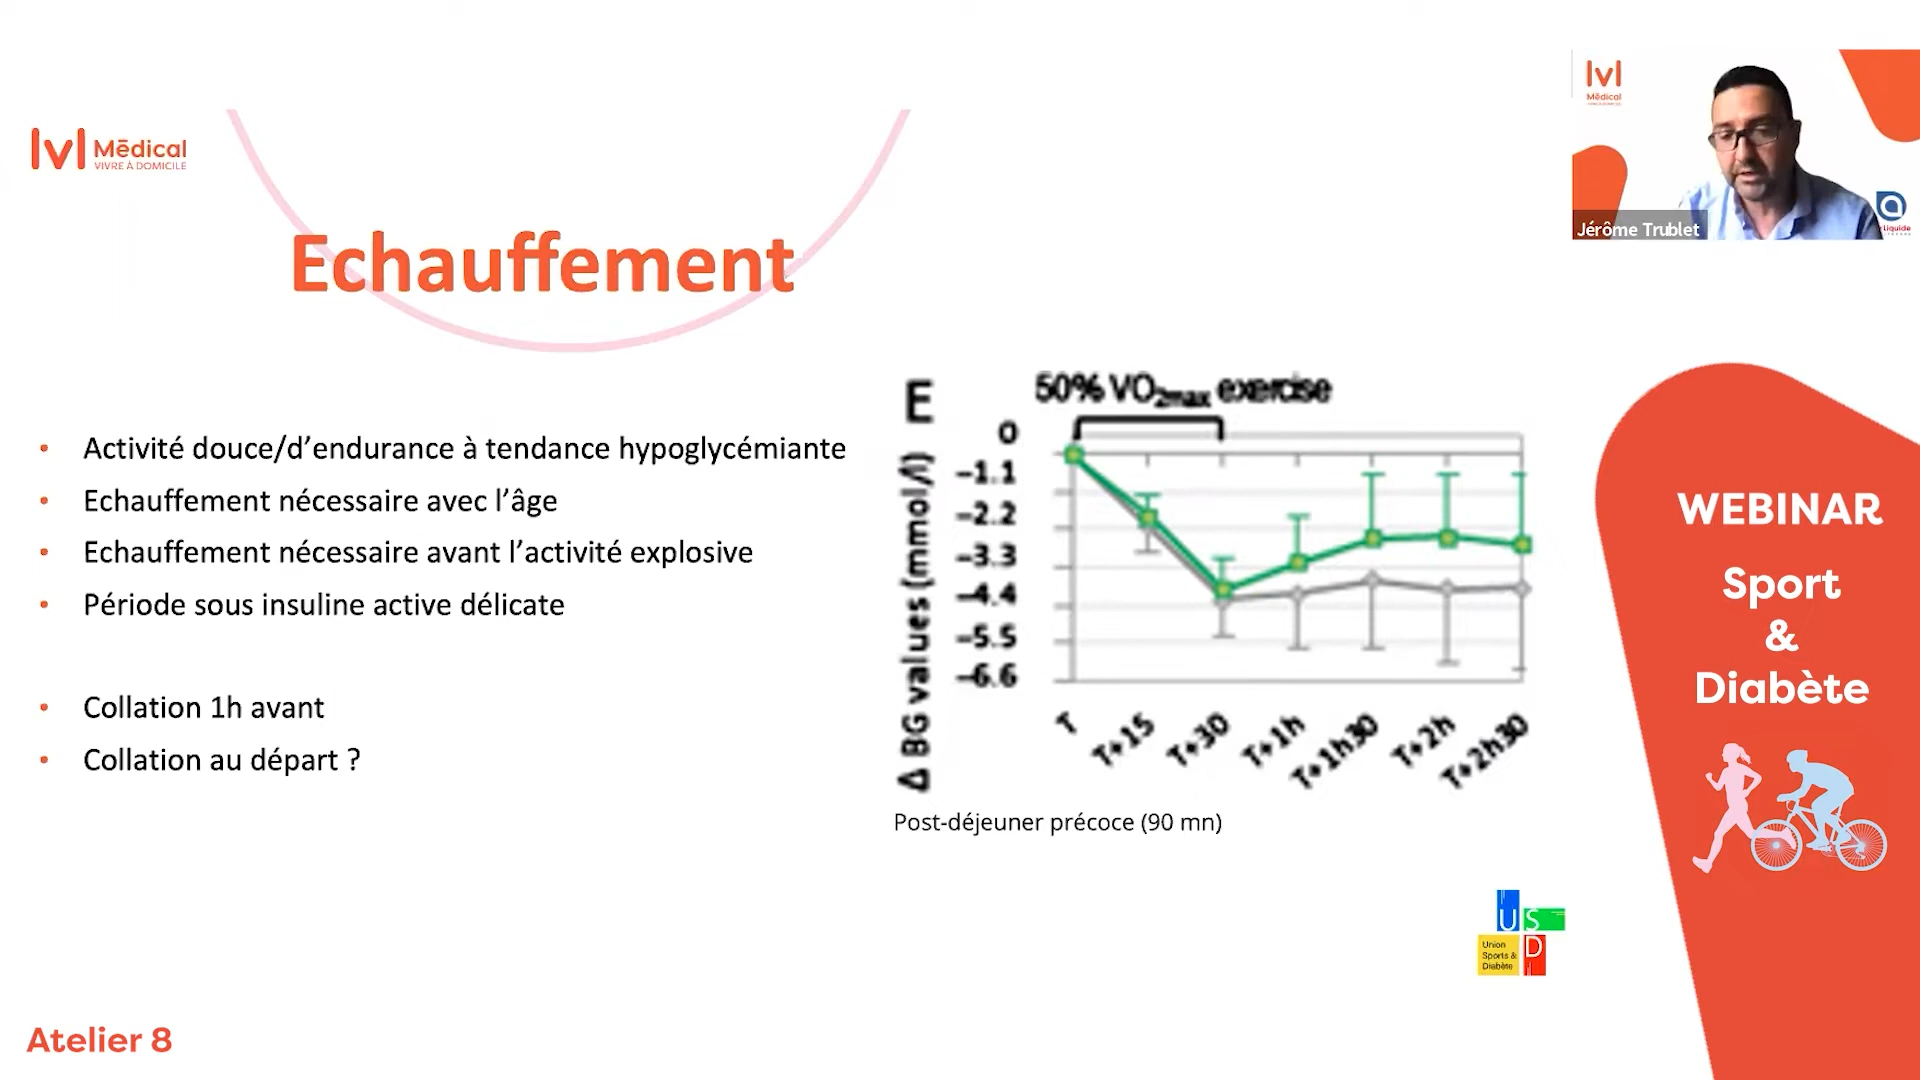 lvl Mēdical
VIVRE À DOMICILE
Echauffement
• Activité douce/d’endurance à tendance hypoglycémiante
• Echauffement nécessaire avec l’âge
• Echauffement nécessaire avant l’activité explosive
• Période sous insuline active délicate
• Collation 1h avant
• Collation au départ ?
E
50% VO2max exercise
Δ BG values (mmol/l)
0
−1.1
−2.2
−3.3
−4.4
−5.5
−6.6
T
T+15
T+30
T+1h
T+1h30
T+2h
T+2h30
Post-déjeuner précoce (90 mn)
lvl
Mēdical
Jérôme Trublet
Liquide
WEBINAR
Sport
&
Diabète
U S
D
Union
Sports &
Diabète
Atelier 8